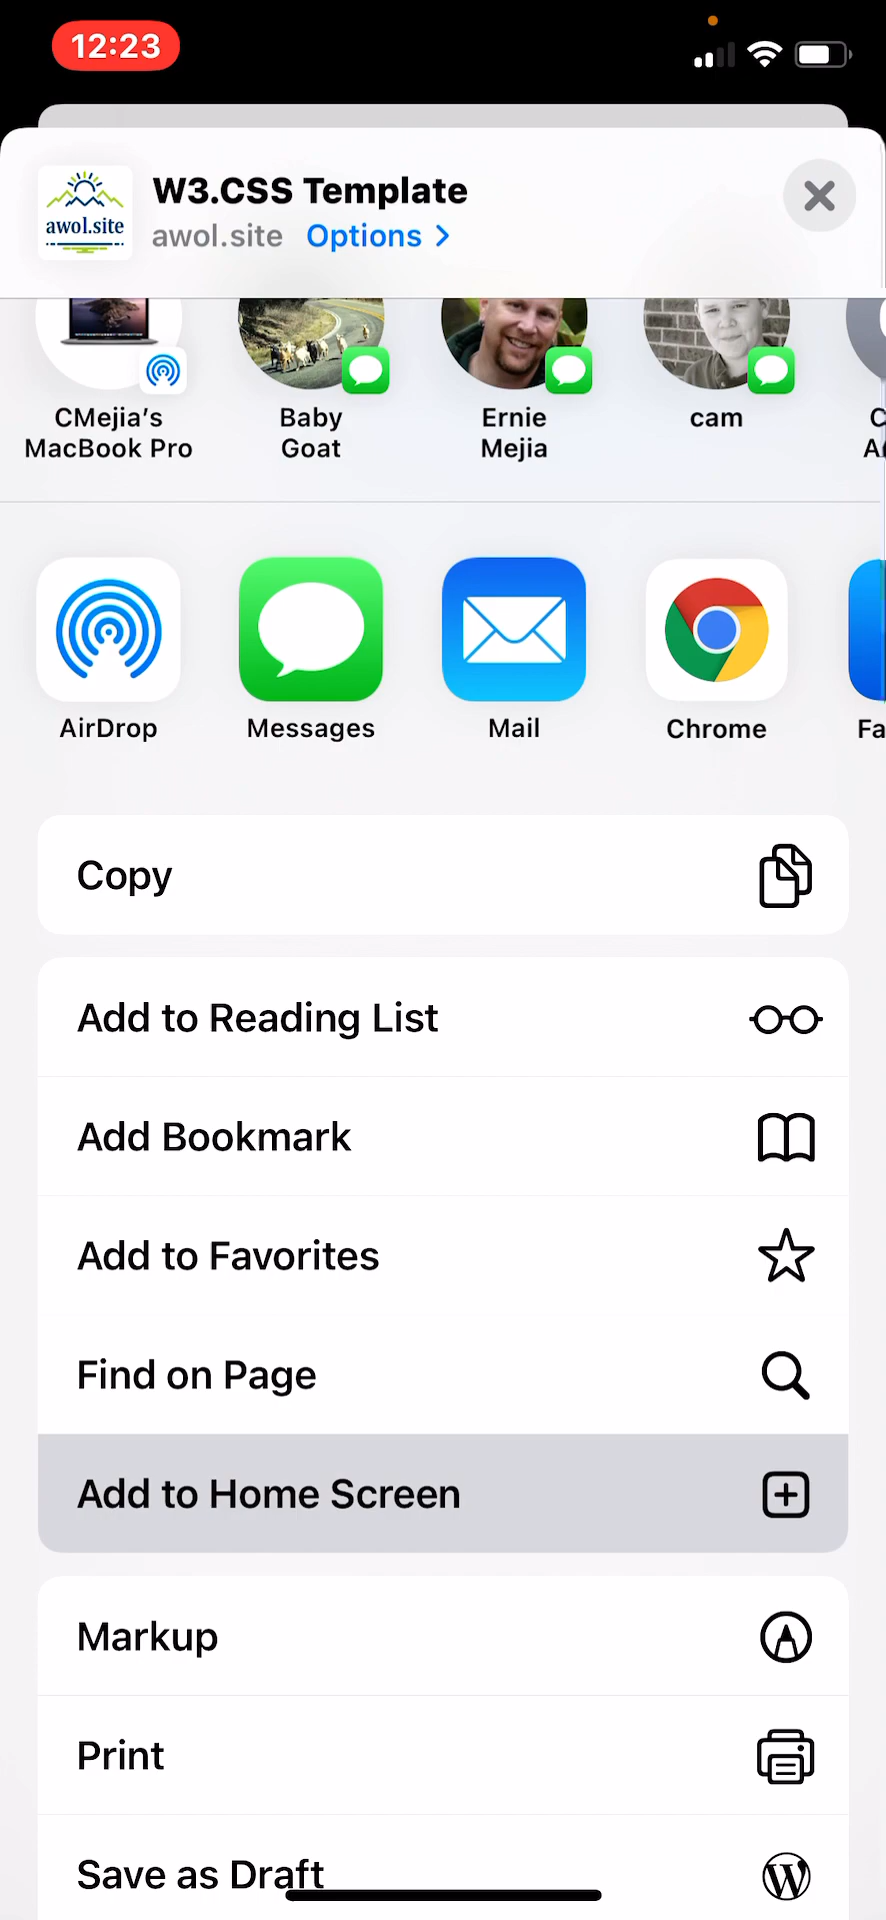 12:23
W3.CSS Template
awol.site
awol.site Options >
CMejia's
MacBook Pro
Baby
Goat
Ernie
Mejia
cam
AirDrop
Messages
Mail
Chrome
Fa
Copy
Add to Reading List
Add Bookmark
Add to Favorites
Find on Page
Add to Home Screen
Markup
Print
Save as Draft